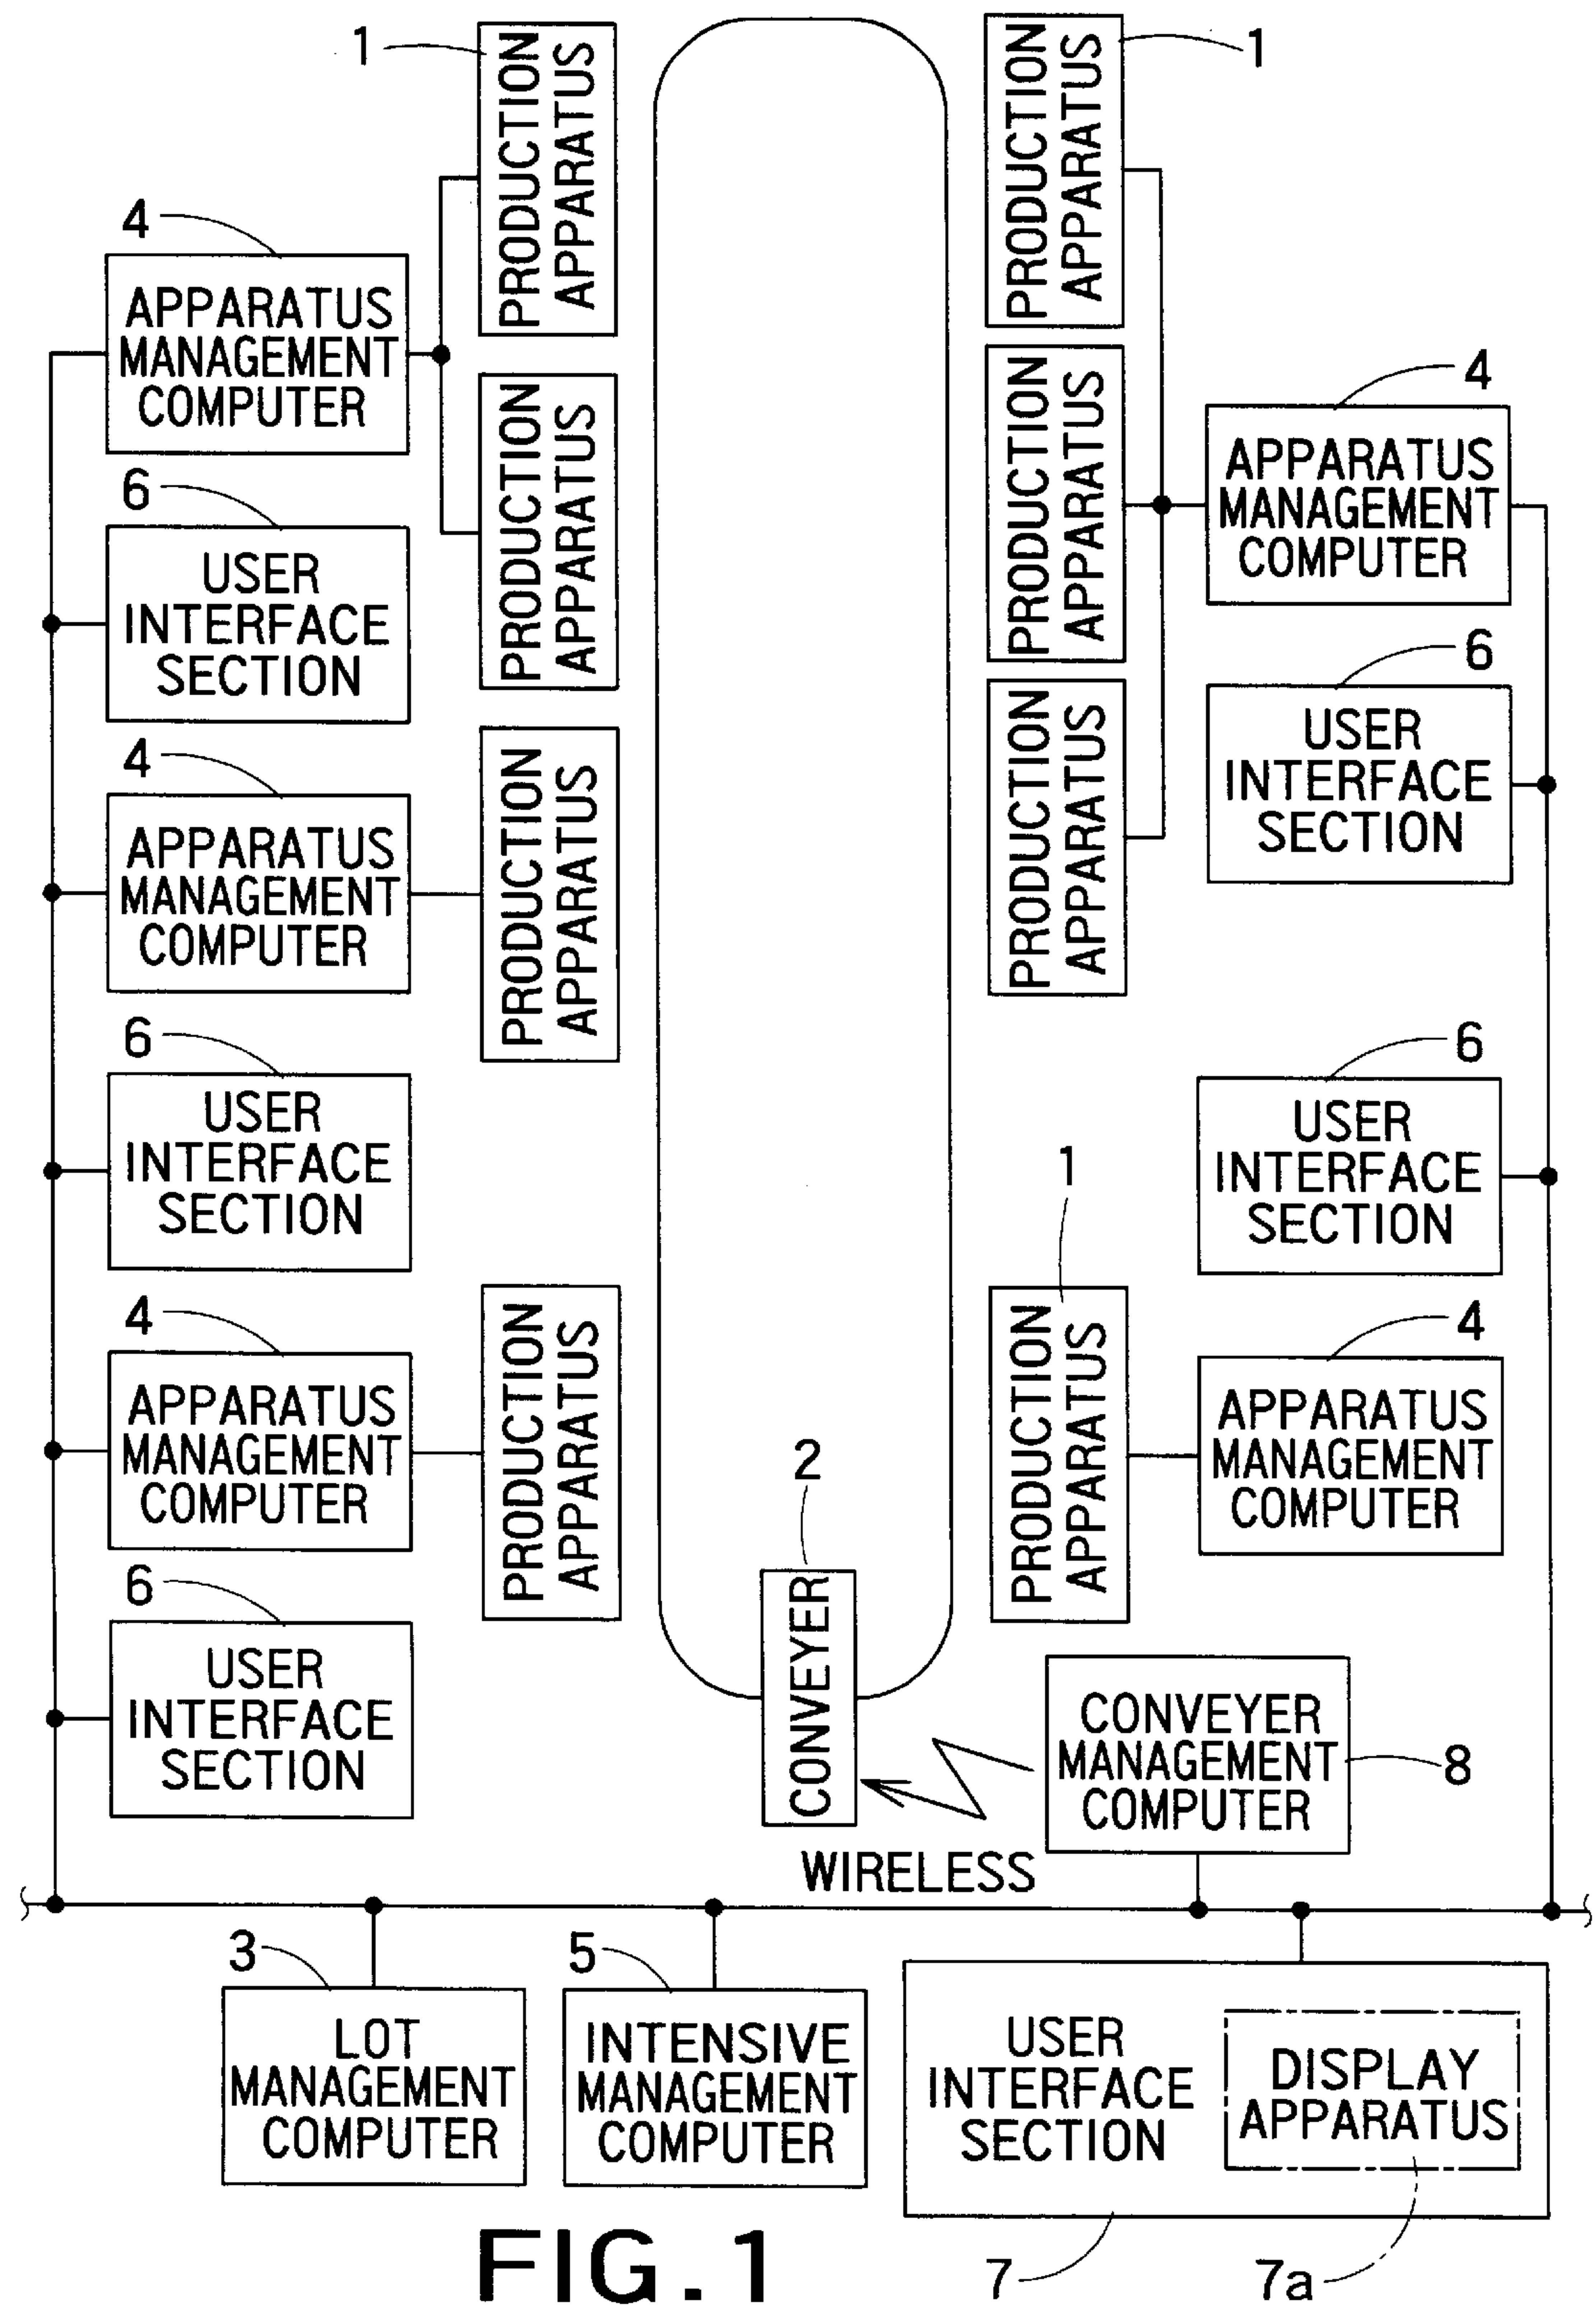 1
PRODUCTION
APPARATUS
PRODUCTION
APPARATUS
1
4
APPARATUS
MANAGEMENT
COMPUTER
PRODUCTION
APPARATUS
PRODUCTION
APPARATUS
4
APPARATUS
MANAGEMENT
COMPUTER
6
USER
INTERFACE
SECTION
6
USER
INTERFACE
SECTION
4
APPARATUS
MANAGEMENT
COMPUTER
PRODUCTION
APPARATUS
PRODUCTION
APPARATUS
6
USER
INTERFACE
SECTION
6
USER
INTERFACE
SECTION
1
4
APPARATUS
MANAGEMENT
COMPUTER
PRODUCTION
APPARATUS
PRODUCTION
APPARATUS
4
APPARATUS
MANAGEMENT
COMPUTER
2
CONVEYER
6
USER
INTERFACE
SECTION
CONVEYER
MANAGEMENT
COMPUTER
8
WIRELESS
3
LOT
MANAGEMENT
COMPUTER
5
INTENSIVE
MANAGEMENT
COMPUTER
USER
INTERFACE
SECTION
DISPLAY
APPARATUS
7
7a
FIG.1